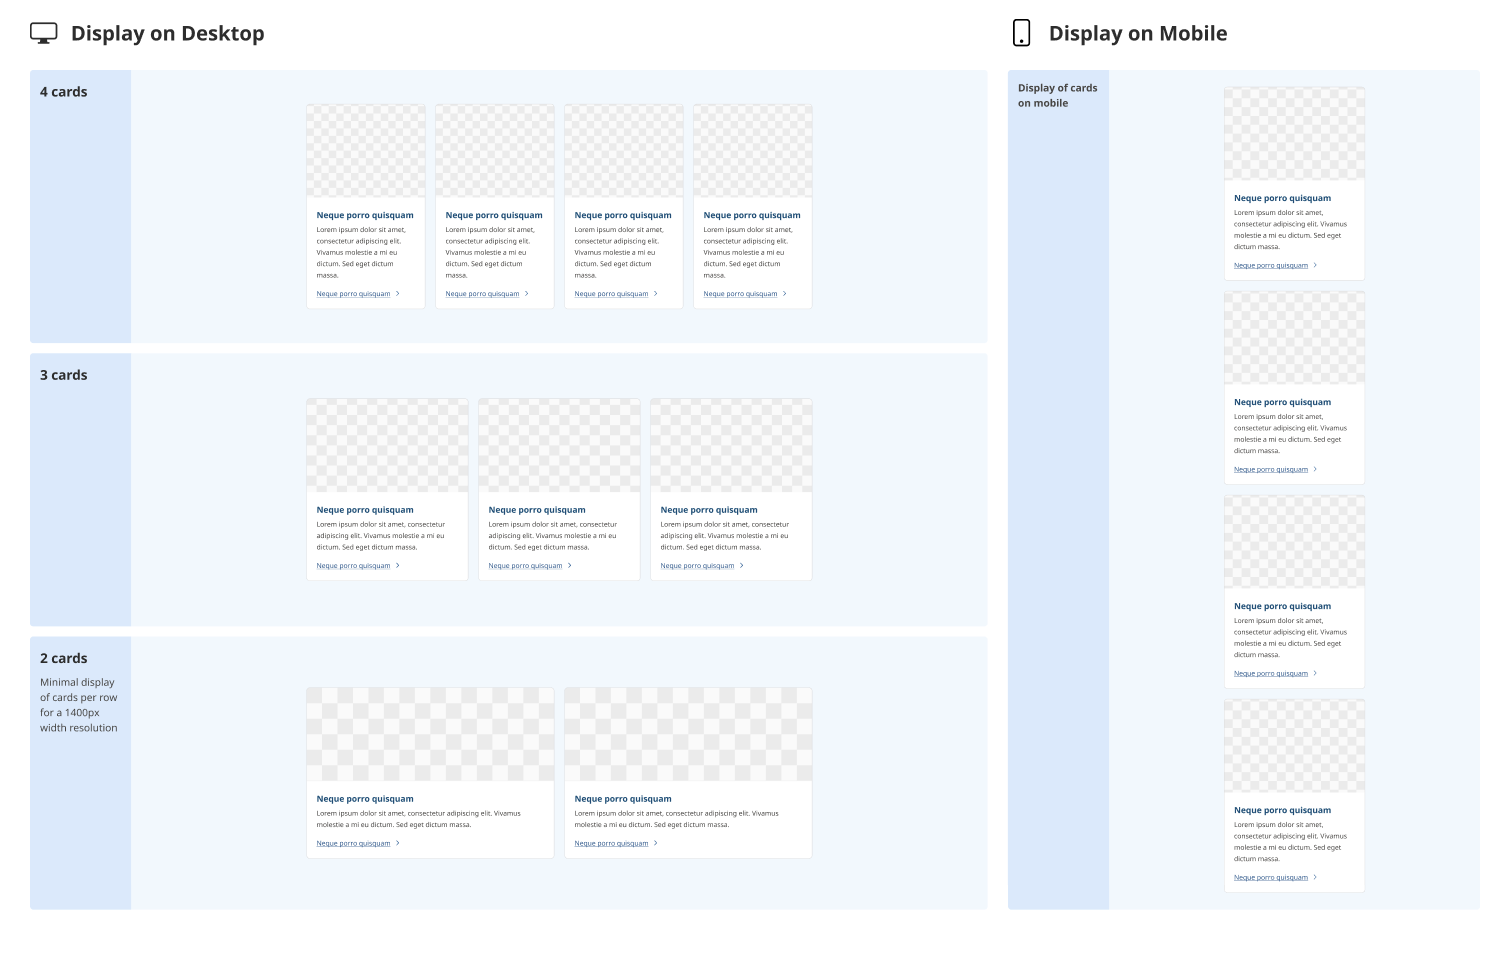 Display on Desktop
4 cards
Neque porro quisquam
Lorem ipsum dolor sit amet,
consectetur adipiscing elit.
Vivamus molestie a mi eu
dictum. Sed eget dictum
massa.
Neque porro quisquam
Neque porro quisquam
Lorem ipsum dolor sit amet,
consectetur adipiscing elit.
Vivamus molestie a mi eu
dictum. Sed eget dictum
massa.
Neque porro quisquam
Neque porro quisquam
Lorem ipsum dolor sit amet,
consectetur adipiscing elit.
Vivamus molestie a mi eu
dictum. Sed eget dictum
massa.
Neque porro quisquam
Neque porro quisquam
Lorem ipsum dolor sit amet,
consectetur adipiscing elit.
Vivamus molestie a mi eu
dictum. Sed eget dictum
massa.
Neque porro quisquam
3 cards
Neque porro quisquam
Lorem ipsum dolor sit amet, consectetur
adipiscing elit. Vivamus molestie a mi eu
dictum. Sed eget dictum massa.
Neque porro quisquam
Neque porro quisquam
Lorem ipsum dolor sit amet, consectetur
adipiscing elit. Vivamus molestie a mi eu
dictum. Sed eget dictum massa.
Neque porro quisquam
Neque porro quisquam
Lorem ipsum dolor sit amet, consectetur
adipiscing elit. Vivamus molestie a mi eu
dictum. Sed eget dictum massa.
Neque porro quisquam
2 cards
Minimal display
of cards per row
for a 1400px
width resolution
Neque porro quisquam
Lorem ipsum dolor sit amet, consectetur adipiscing elit. Vivamus
molestie a mi eu dictum. Sed eget dictum massa.
Neque porro quisquam
Neque porro quisquam
Lorem ipsum dolor sit amet, consectetur adipiscing elit. Vivamus
molestie a mi eu dictum. Sed eget dictum massa.
Neque porro quisquam
Display on Mobile
Display of cards
on mobile
Neque porro quisquam
Lorem ipsum dolor sit amet,
consectetur adipiscing elit. Vivamus
molestie a mi eu dictum. Sed eget
dictum massa.
Neque porro quisquam
Neque porro quisquam
Lorem ipsum dolor sit amet,
consectetur adipiscing elit. Vivamus
molestie a mi eu dictum. Sed eget
dictum massa.
Neque porro quisquam
Neque porro quisquam
Lorem ipsum dolor sit amet,
consectetur adipiscing elit. Vivamus
molestie a mi eu dictum. Sed eget
dictum massa.
Neque porro quisquam
Neque porro quisquam
Lorem ipsum dolor sit amet,
consectetur adipiscing elit. Vivamus
molestie a mi eu dictum. Sed eget
dictum massa.
Neque porro quisquam